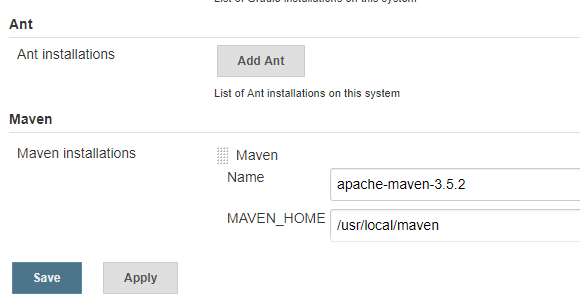 List of Gradle installations on this system
Ant
Ant installations
Add Ant
List of Ant installations on this system
Maven
Maven installations
Maven
Name
apache-maven-3.5.2
MAVEN_HOME
/usr/local/maven
Save
Apply